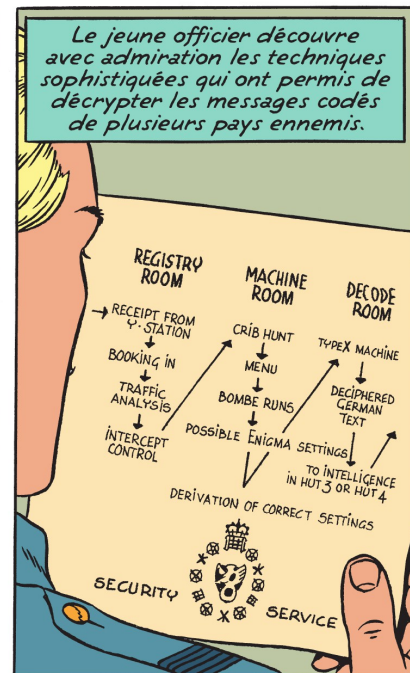 Le jeune officier découvre
avec admiration les techniques
sophistiquées qui ont permis de
décrypter les messages codés
de plusieurs pays ennemis.
REGISTRY
ROOM
RECEIPT FROM
Y-STATION
BOOKING IN
TRAFFIC
ANALYSIS
INTERCEPT
CONTROL
MACHINE
ROOM
CRIB HUNT
MENU
BOMBE RUNS
POSSIBLE ENIGMA SETTINGS
DECODE
ROOM
TYPEX MACHINE
DECIPHERED
GERMAN
TEXT
TO INTELLIGENCE
IN HUT 3 OR HUT 4
DERIVATION OF CORRECT SETTINGS
SECURITY SERVICE